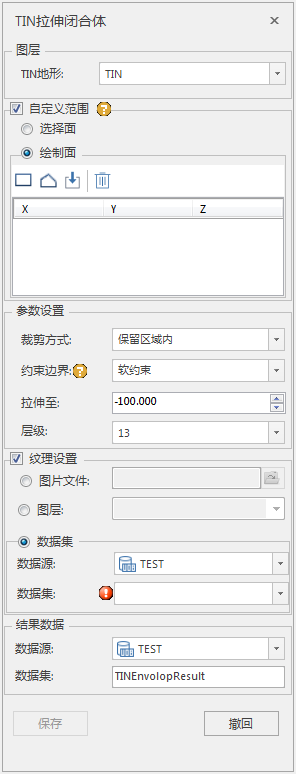 TIN拉伸闭合体
图层
TIN地形: TIN
自定义范围
选择面
绘制面
X Y Z
参数设置
裁剪方式: 保留区域内
约束边界: 软约束
拉伸至: -100.000
层级: 13
纹理设置
图片文件:
图层:
数据集
数据源: TEST
数据集:
结果数据
数据源: TEST
数据集: TINEnvolopResult
保存 撤回